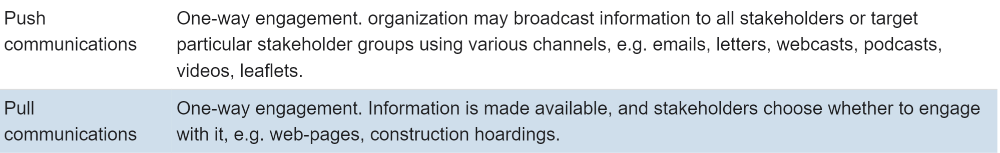 Push
communications
One-way engagement. organization may broadcast information to all stakeholders or target
particular stakeholder groups using various channels, e.g. emails, letters, webcasts, podcasts,
videos, leaflets.
Pull
communications
One-way engagement. Information is made available, and stakeholders choose whether to engage
with it, e.g. web-pages, construction hoardings.